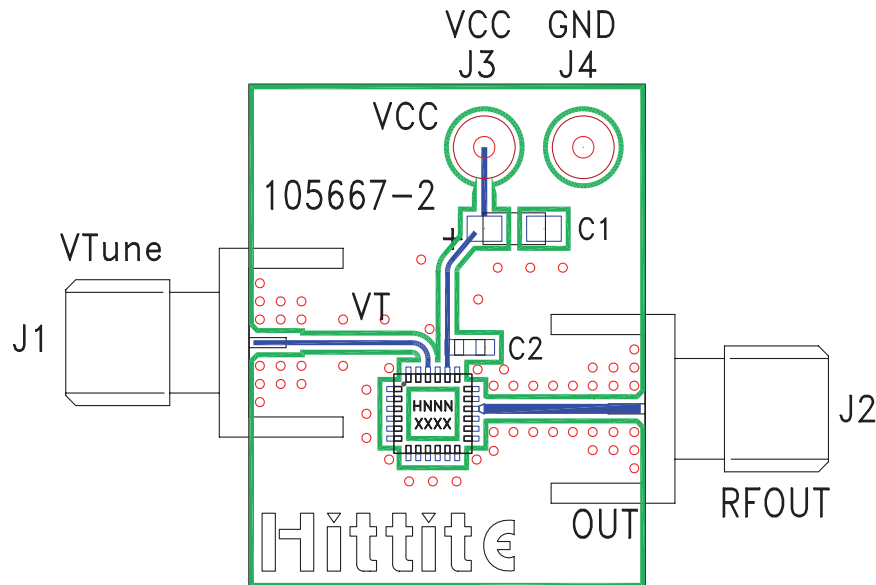 VCC GND
J3 J4
VCC
105667-2
+ C1
VTune
VT
J1
C2
HNNN
XXXX
J2
RFOUT
OUT
Hittite